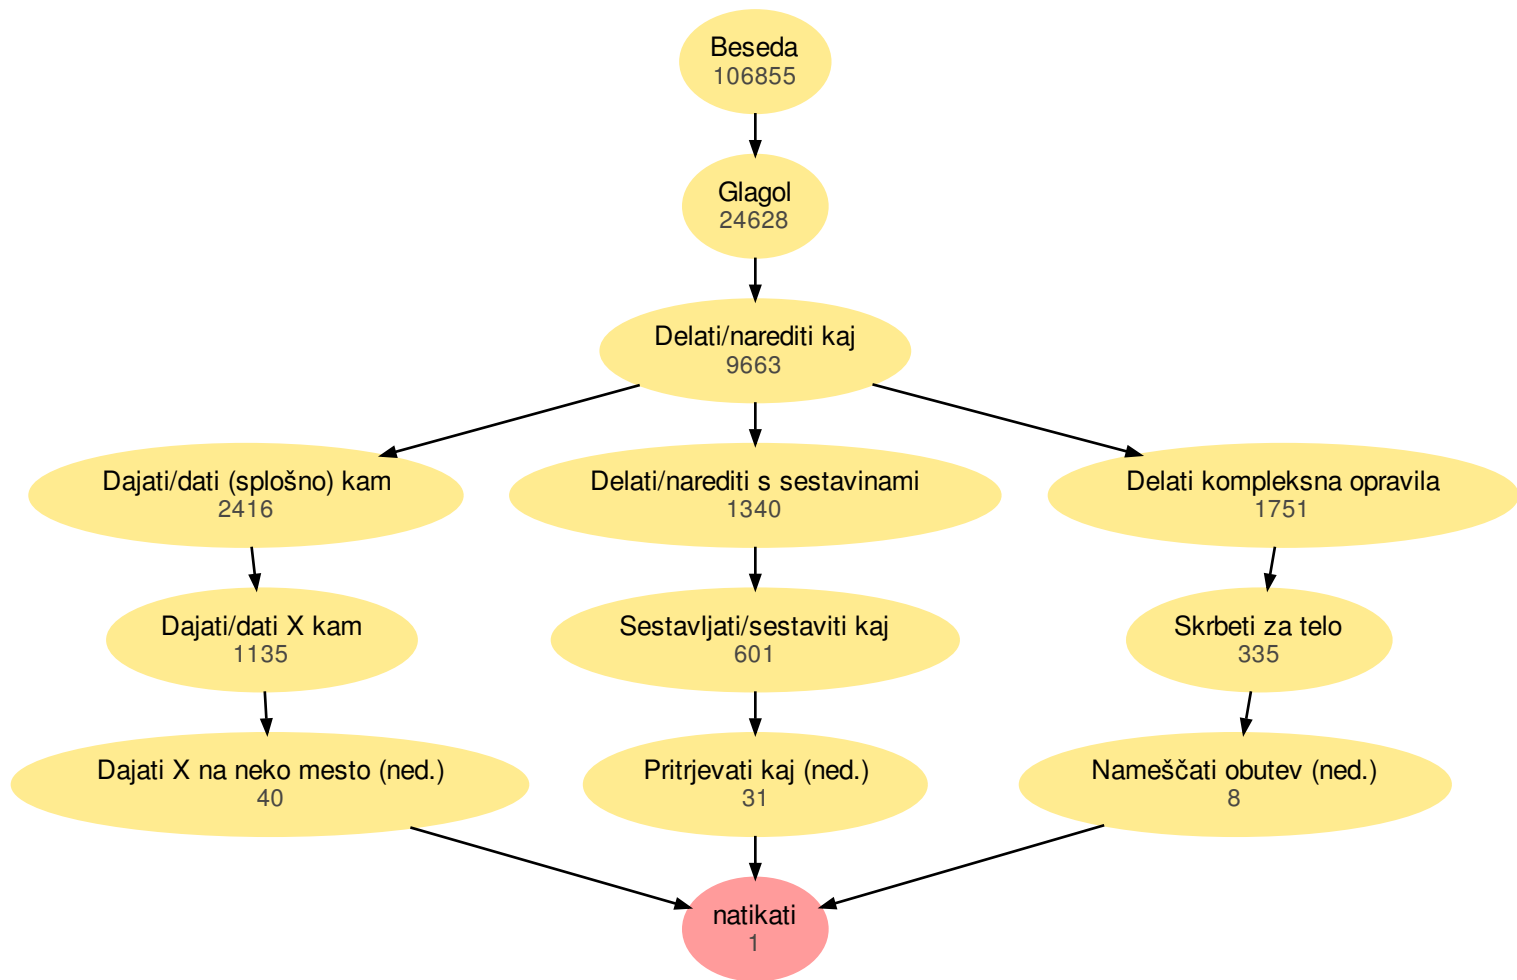 Beseda
106855
Glagol
24628
Delati/narediti kaj
9663
Dajati/dati (splošno) kam
2416
Delati/narediti s sestavinami
1340
Delati kompleksna opravila
1751
Dajati/dati X kam
1135
Sestavljati/sestaviti kaj
601
Skrbeti za telo
335
Dajati X na neko mesto (ned.)
40
Pritrjevati kaj (ned.)
31
Nameščati obutev (ned.)
8
natikati
1